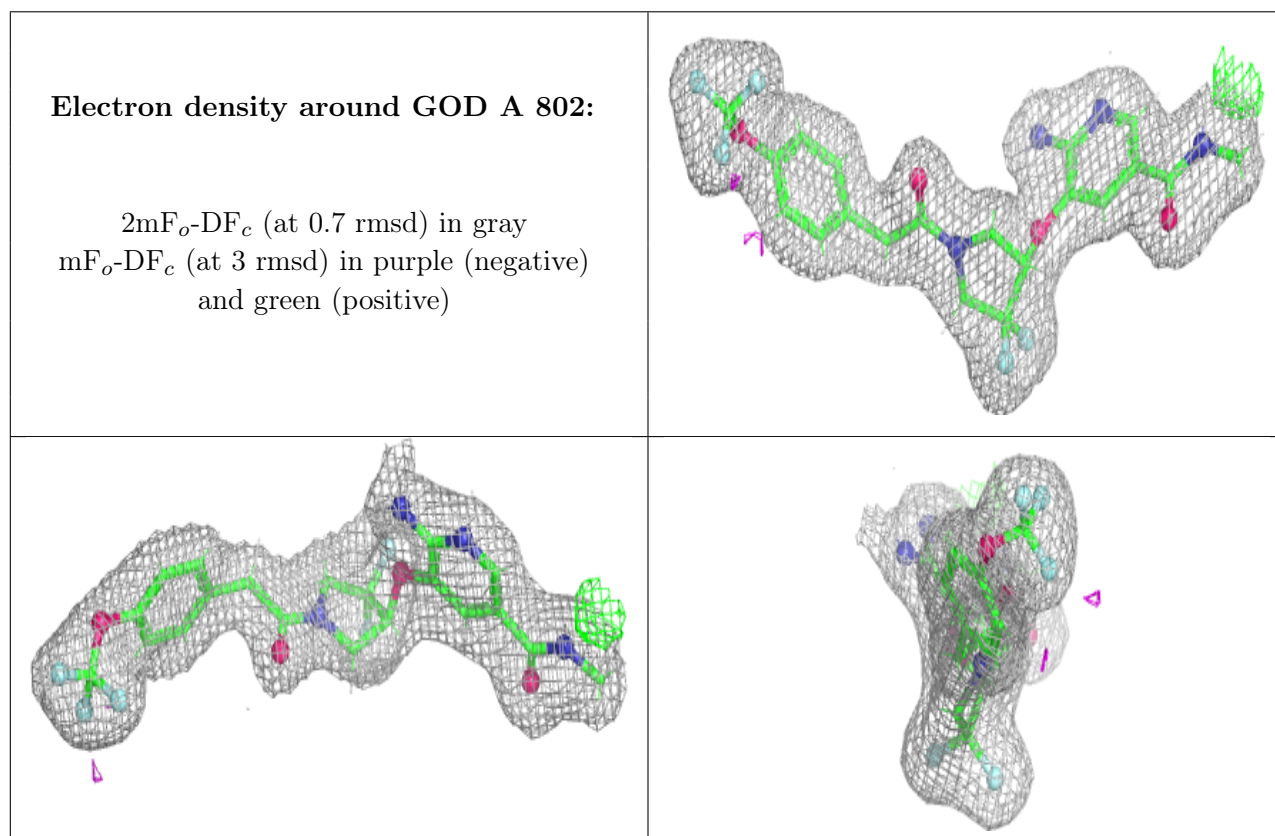 Electron density around GOD A 802:
2mFo-DFc (at 0.7 rmsd) in gray
mFo-DFc (at 3 rmsd) in purple (negative)
and green (positive)